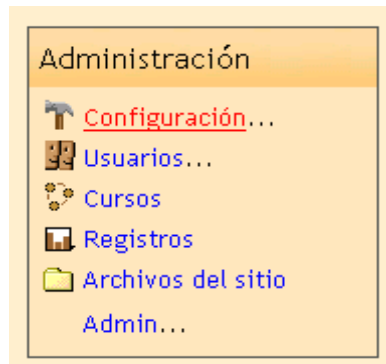 Administración
Configuración...
Usuarios...
Cursos
Registros
Archivos del sitio
Admin...